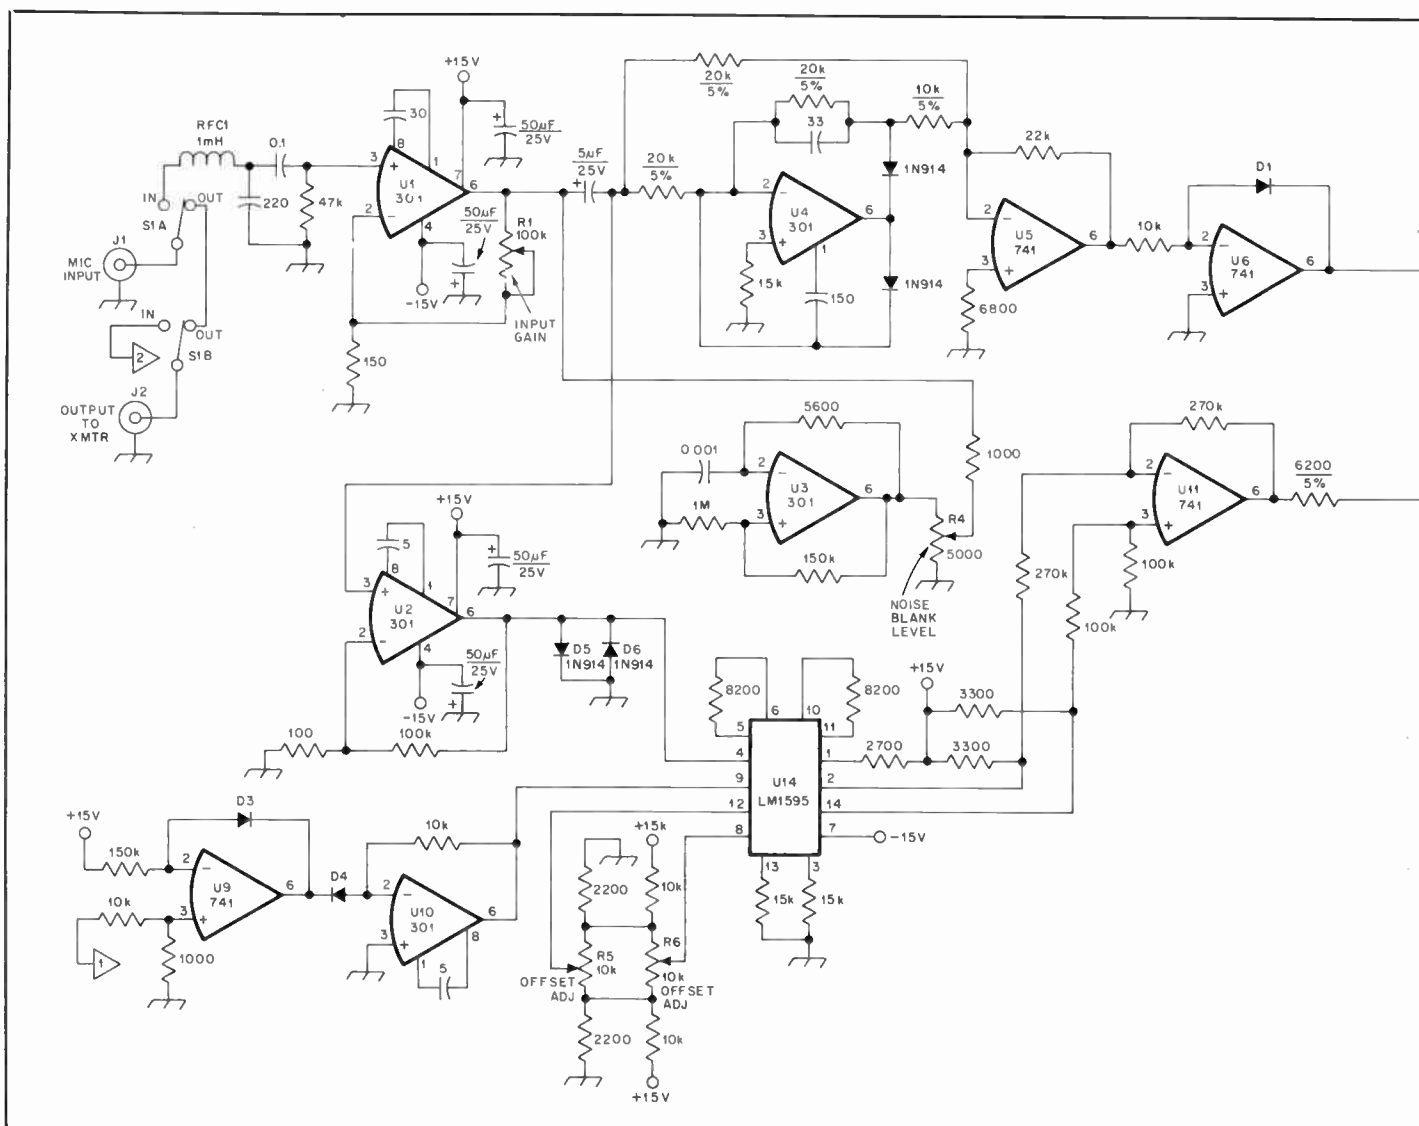 +15V
RFC1
1mH
0.1
30
8
1
3
+
U1
301
2
−
4
7
6
50µF
25V
50µF
25V
−15V
R1
100k
INPUT
GAIN
IN
OUT
S1A
220
47k
J1
MIC
INPUT
IN
OUT
S1B
2
J2
OUTPUT
TO
XMTR
150
5µF
25V
+
20k
5%
20k
5%
20k
5%
33
10k
5%
1N914
2
−
U4
301
3
+
6
1
15k
150
1N914
22k
2
−
U5
741
3
+
6
6800
10k
D1
2
−
U6
741
3
+
6
5600
0.001
1M
2
−
U3
301
3
+
6
150k
R4
5000
1000
NOISE
BLANK
LEVEL
270k
2
−
U11
741
3
+
6
6200
5%
270k
100k
100k
+15V
5
8
1
3
+
U2
301
2
−
4
7
6
50µF
25V
50µF
25V
−15V
D5
1N914
D6
1N914
100
100k
8200
8200
6
10
5
11
4
1
9
2
12
14
8
7
13
3
U14
LM1595
+15V
3300
2700
3300
−15V
15k
15k
+15V
D3
150k
2
−
U9
741
3
+
6
10k
1
1000
D4
10k
2
−
U10
301
3
+
6
8
1
5
+15k
2200
10k
R5
10k
OFFSET
ADJ
R6
10k
OFFSET
ADJ
2200
10k
+15V